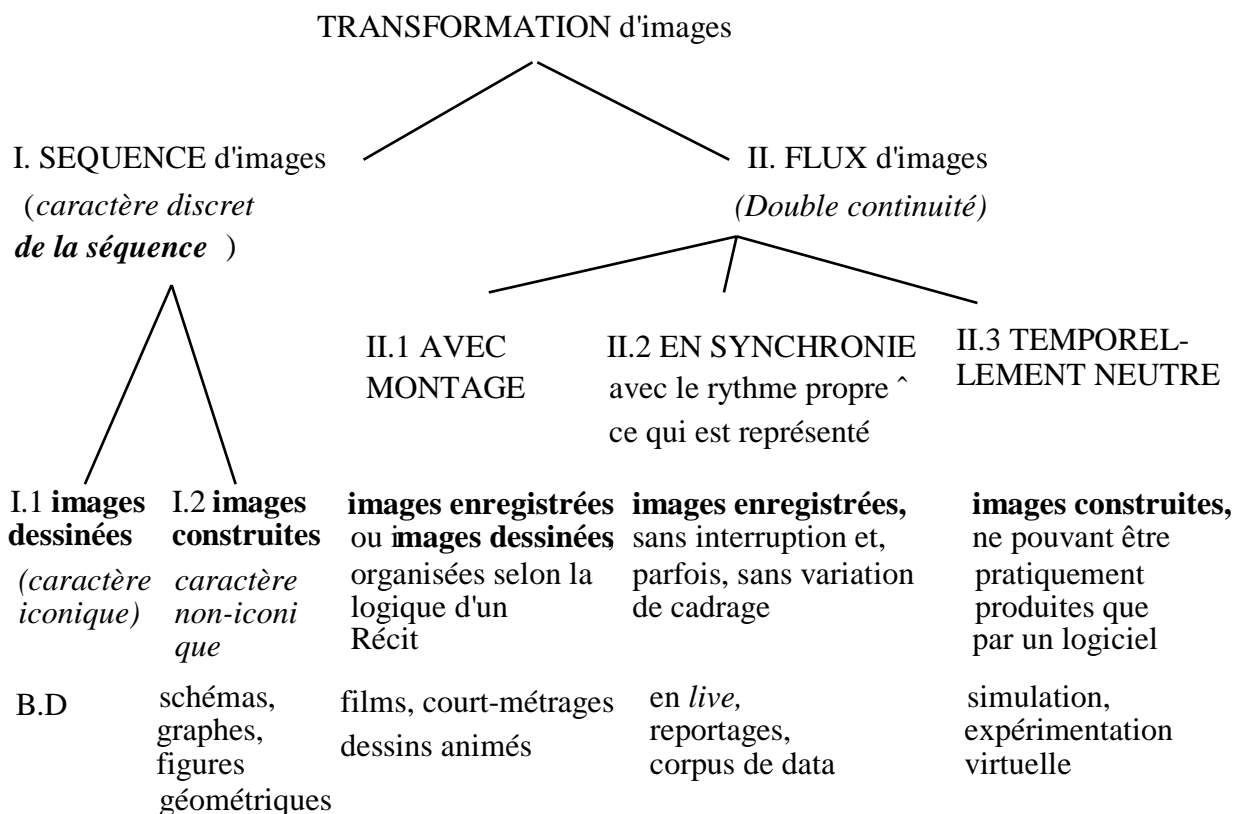 TRANSFORMATION d'images
I. SEQUENCE d'images
(caractère discret
de la séquence )
II. FLUX d'images
(Double continuité)
II.1 AVEC
MONTAGE
II.2 EN SYNCHRONIE
avec le rythme propre ˆ
ce qui est représenté
II.3 TEMPOREL-
LEMENT NEUTRE
I.1 images
dessinées
(caractère
iconique)
B.D
I.2 images
construites
caractère
non-iconi
que
schémas,
graphes,
figures
géométriques
images enregistrées
ou images dessinées,
organisées selon la
logique d'un
Récit
films, court-métrages
dessins animés
images enregistrées,
sans interruption et,
parfois, sans variation
de cadrage
en live,
reportages,
corpus de data
images construites,
ne pouvant être
pratiquement
produites que
par un logiciel
simulation,
expérimentation
virtuelle